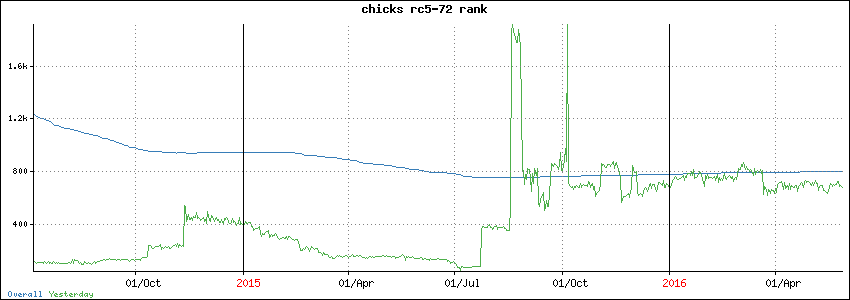 chicks rc5-72 rank
1.6k
1.2k
800
400
01/Oct 2015 01/Apr 01/Jul 01/Oct 2016 01/Apr
Overall Yesterday